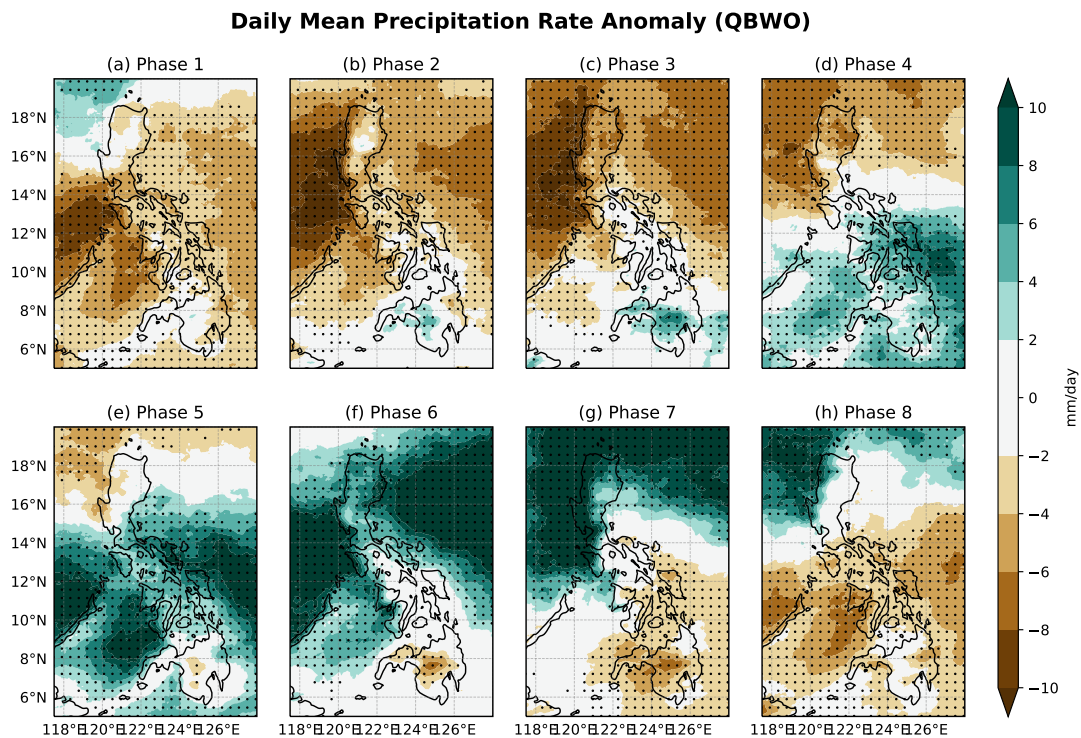 Daily Mean Precipitation Rate Anomaly (QBWO)
(a) Phase 1
(b) Phase 2
(c) Phase 3
(d) Phase 4
18°N
16°N
14°N
12°N
10°N
8°N
6°N
(e) Phase 5
(f) Phase 6
(g) Phase 7
(h) Phase 8
18°N
16°N
14°N
12°N
10°N
8°N
6°N
118°E120°E122°E124°E126°E
118°E120°E122°E124°E126°E
118°E120°E122°E124°E126°E
118°E120°E122°E124°E126°E
10
8
6
4
2
0
−2
−4
−6
−8
−10
mm/day